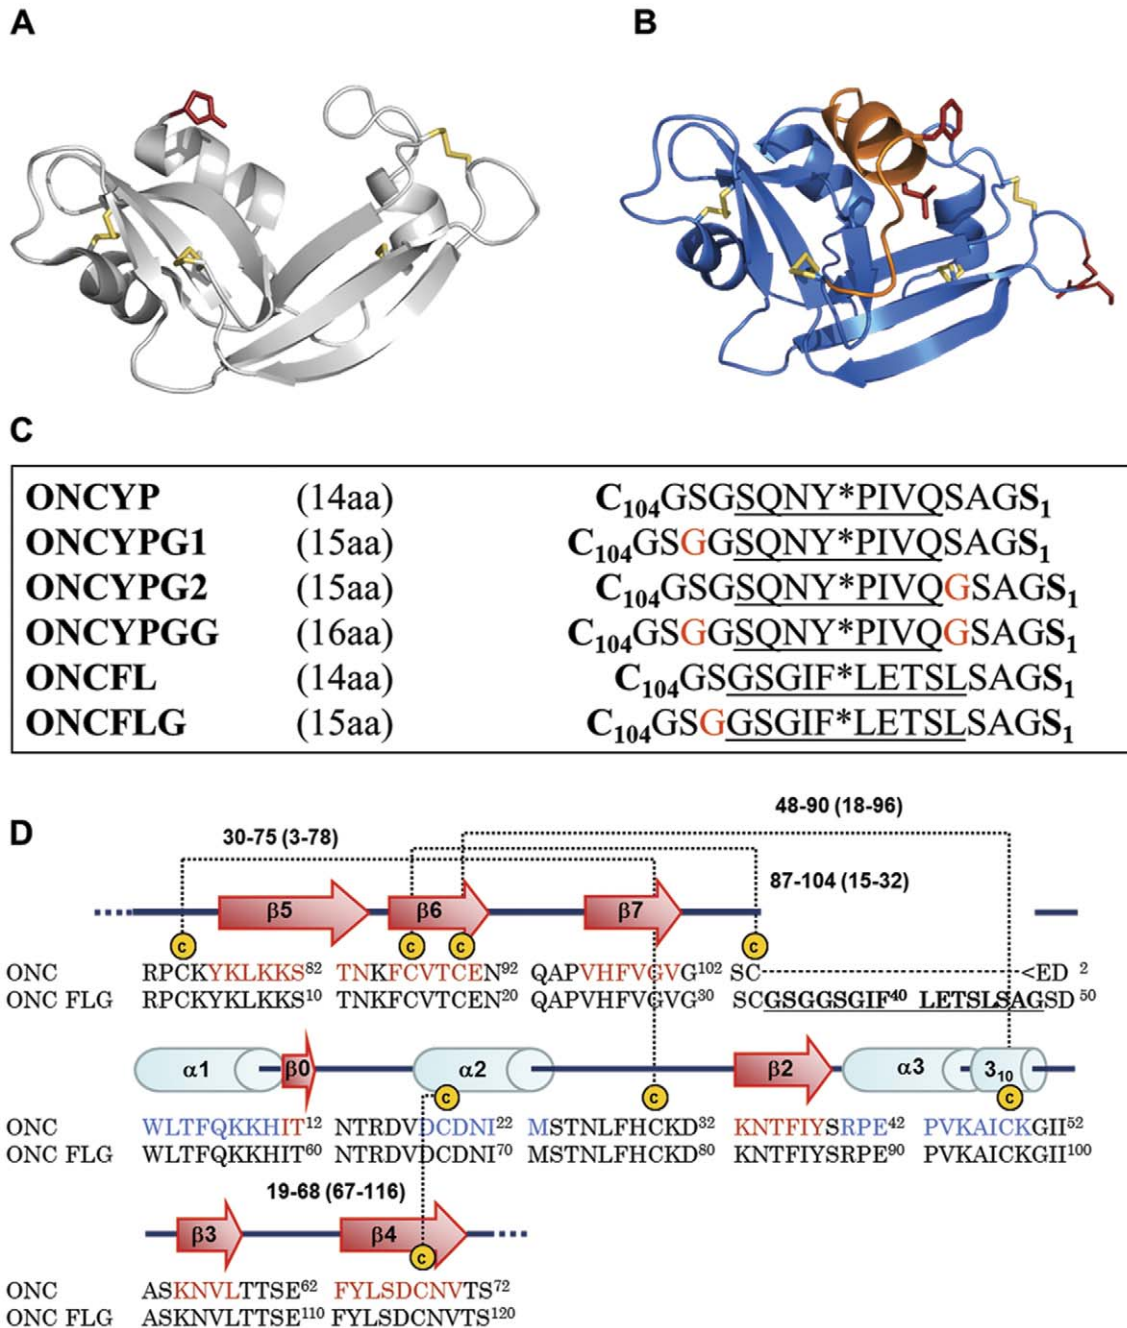 A
B
C
ONCYP (14aa) C104GSGSQNY*PIVQSAGS1
ONCYPG1 (15aa) C104GSGGSQNY*PIVQSAGS1
ONCYPG2 (15aa) C104GSGSQNY*PIVQGSAGS1
ONCYPGG (16aa) C104GSGGSQNY*PIVQGSAGS1
ONCFL (14aa) C104GSGSGIF*LETSLSAGS1
ONCFLG (15aa) C104GSGGSGIF*LETSLSAGS1
D
48-90 (18-96)
30-75 (3-78)
87-104 (15-32)
β5 β6 β7
C C C C
ONC RPCKYKLKKS82 TNKFCVTCEN92 QAPVHFVGVG102 SC------------------<ED 2
ONC FLG RPCKYKLKKS10 TNKFCVTCEN20 QAPVHFVGVG30 SCGSGGSGIF40 LETSLSAGSD50
α1 β0 α2 β2 α3 310
C C C
ONC WLTFQKKHIT12 NTRDVDCDNI22 MSTNLFHCKD32 KNTFIYSRPE42 PVKAICKGII52
ONC FLG WLTFQKKHIT60 NTRDVDCDNI70 MSTNLFHCKD80 KNTFIYSRPE90 PVKAICKGII100
19-68 (67-116)
β3 β4
C
ONC ASKNVLTTSE62 FYLSDCNVTS72
ONC FLG ASKNVLTTSE110 FYLSDCNVTS120